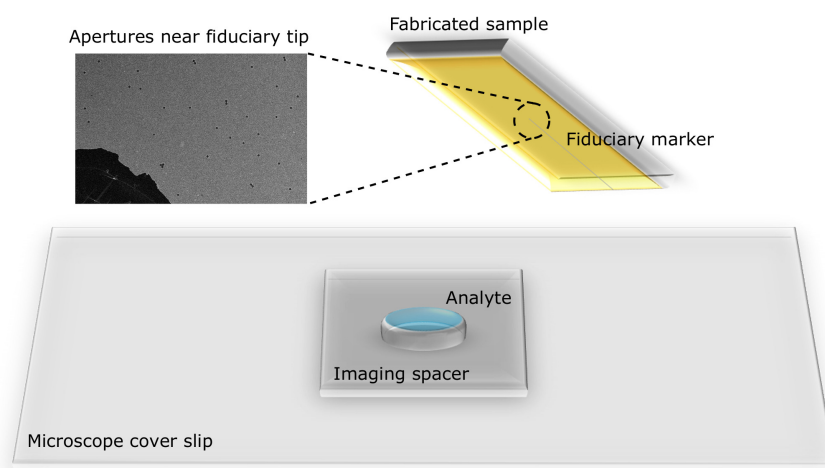 Fabricated sample
Apertures near fiduciary tip
Fiduciary marker
Analyte
Imaging spacer
Microscope cover slip